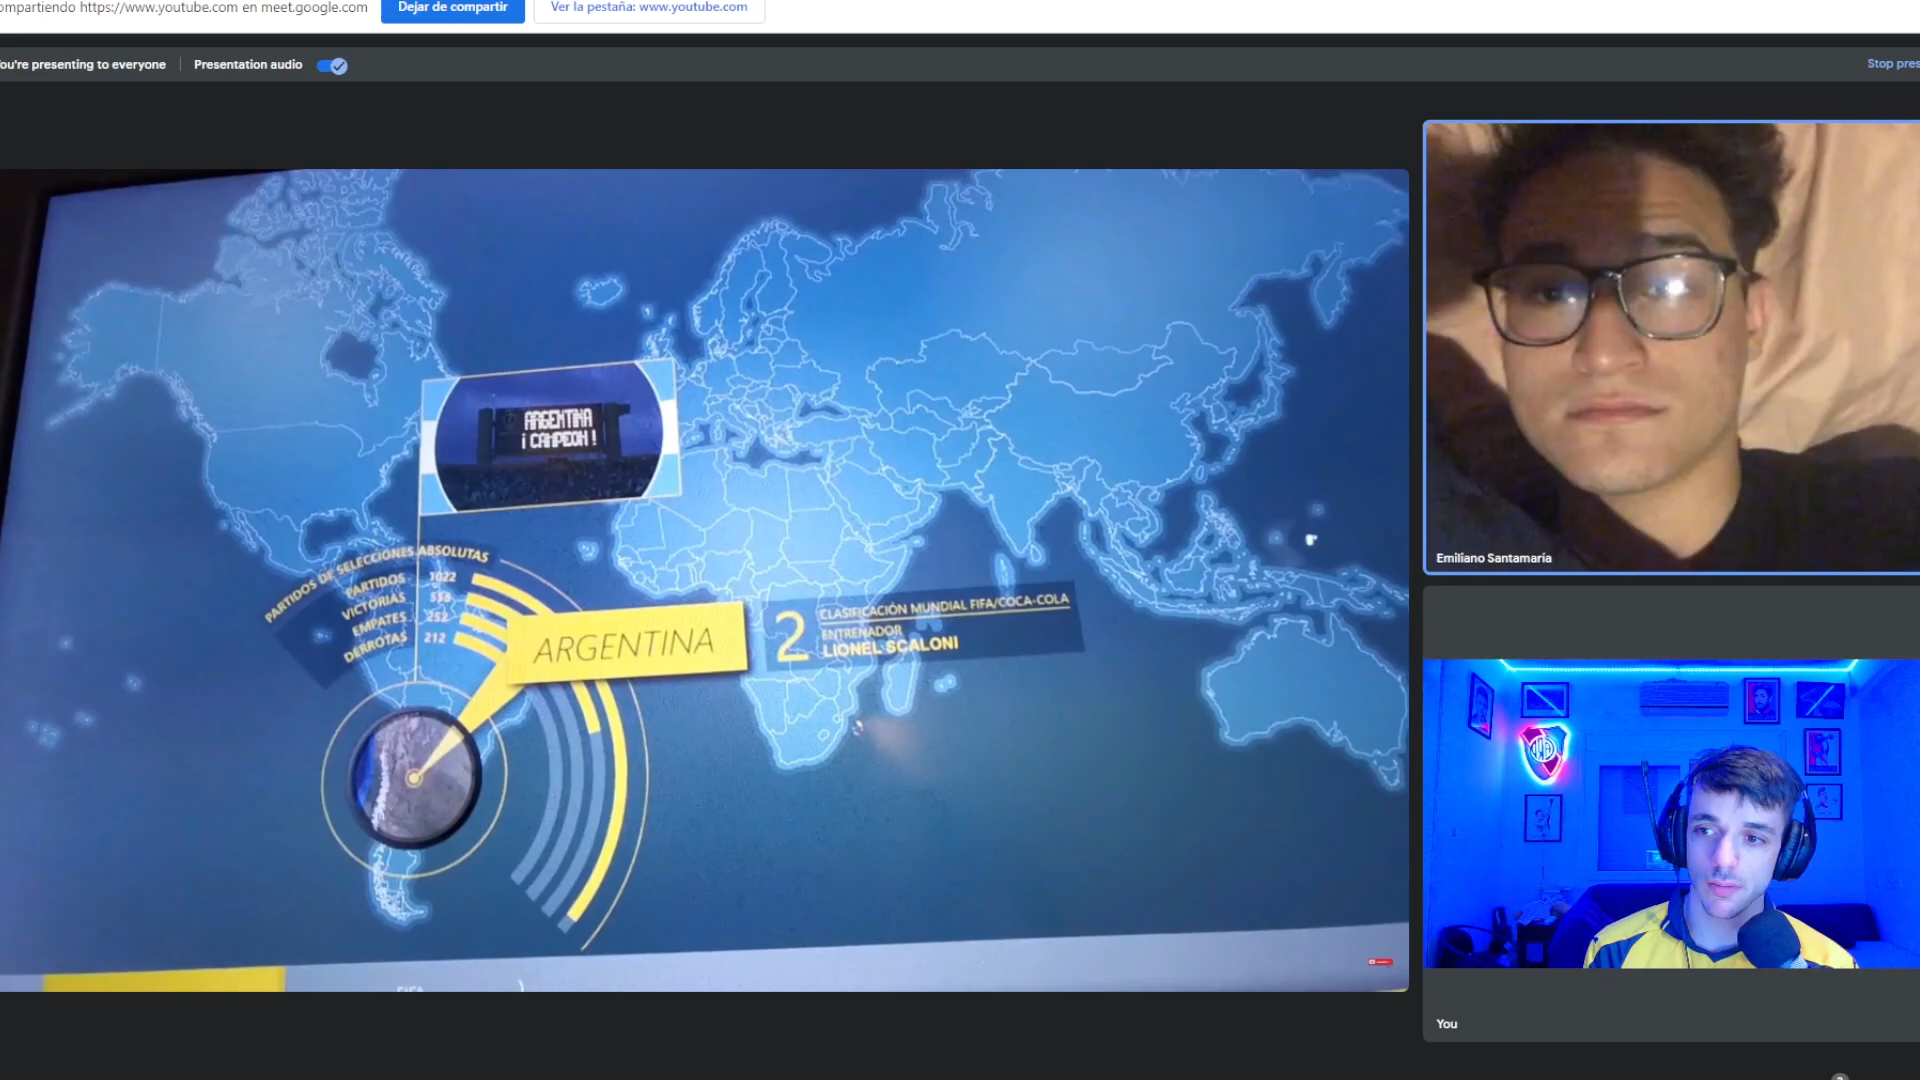 ompartiendo https://www.youtube.com en meet.google.com
Dejar de compartir
Ver la pestaña: www.youtube.com
ou're presenting to everyone
Presentation audio
Stop pres
ARGENTINA
¡ CAMPEON !
PARTIDOS DE SELECCIONES ABSOLUTAS
PARTIDOS 1022
VICTORIAS 558
EMPATES 252
DERROTAS 212
ARGENTINA
2
CLASIFICACIÓN MUNDIAL FIFA/COCA-COLA
ENTRENADOR
LIONEL SCALONI
Emiliano Santamaría
You